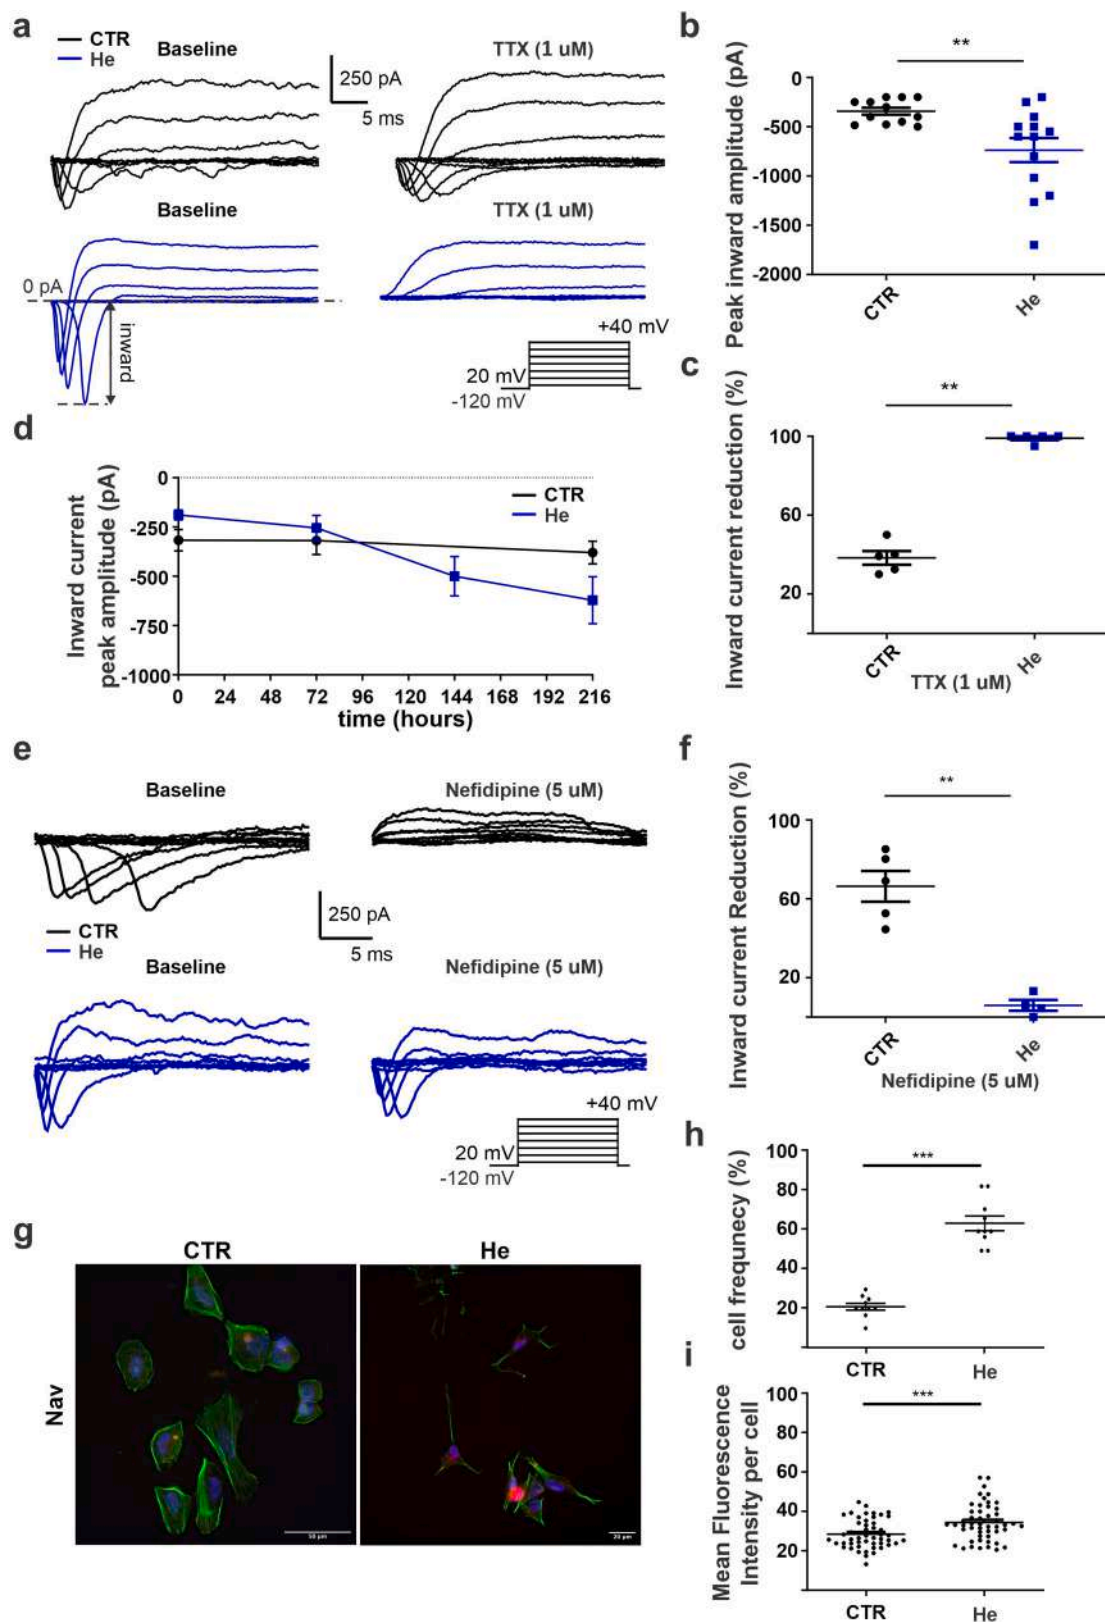 a
CTR
He
Baseline
250 pA
5 ms
TTX (1 uM)
Baseline
TTX (1 uM)
0 pA
inward
+40 mV
20 mV
-120 mV
b
**
Peak inward amplitude (pA)
0
-500
-1000
-1500
-2000
CTR
He
c
**
Inward current reduction (%)
100
60
20
CTR
He
TTX (1 uM)
d
Inward current
peak amplitude (pA)
0
-250
-500
-750
-1000
CTR
He
0 24 48 72 96 120 144 168 192 216
time (hours)
e
Baseline
Nefidipine (5 uM)
250 pA
5 ms
CTR
He
Baseline
Nefidipine (5 uM)
+40 mV
20 mV
-120 mV
f
**
Inward current Reduction (%)
100
60
20
CTR
He
Nefidipine (5 uM)
g
CTR
He
Nav
50 µm
20 µm
h
***
cell frequnecy (%)
100
80
60
40
20
CTR
He
i
***
Mean Fluorescence
Intensity per cell
100
80
60
40
20
CTR
He